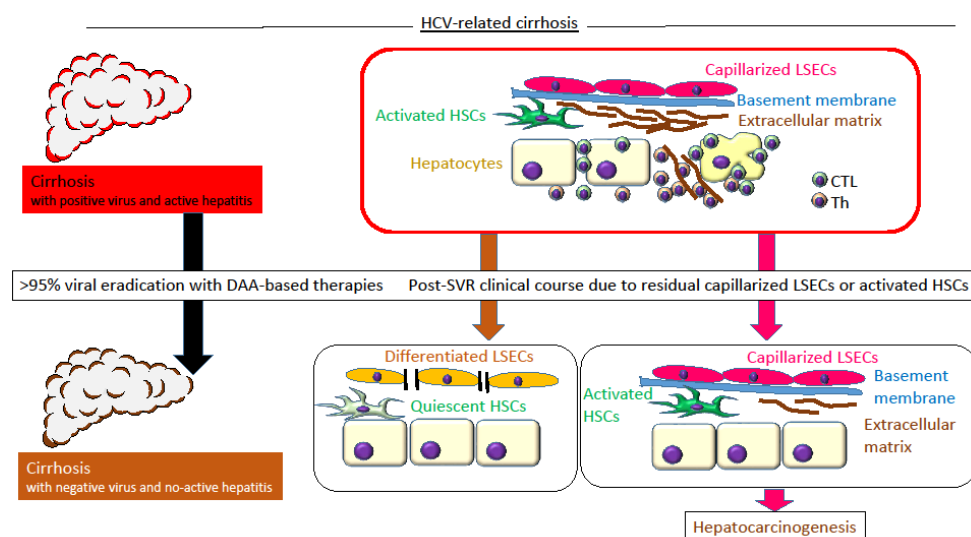 HCV-related cirrhosis
Capillarized LSECs
Basement membrane
Activated HSCs
Extracellular matrix
Hepatocytes
CTL
Th
Cirrhosis
with positive virus and active hepatitis
>95% viral eradication with DAA-based therapies
Post-SVR clinical course due to residual capillarized LSECs or activated HSCs
Differentiated LSECs
Quiescent HSCs
Capillarized LSECs
Basement
membrane
Activated
HSCs
Extracellular
matrix
Cirrhosis
with negative virus and no-active hepatitis
Hepatocarcinogenesis